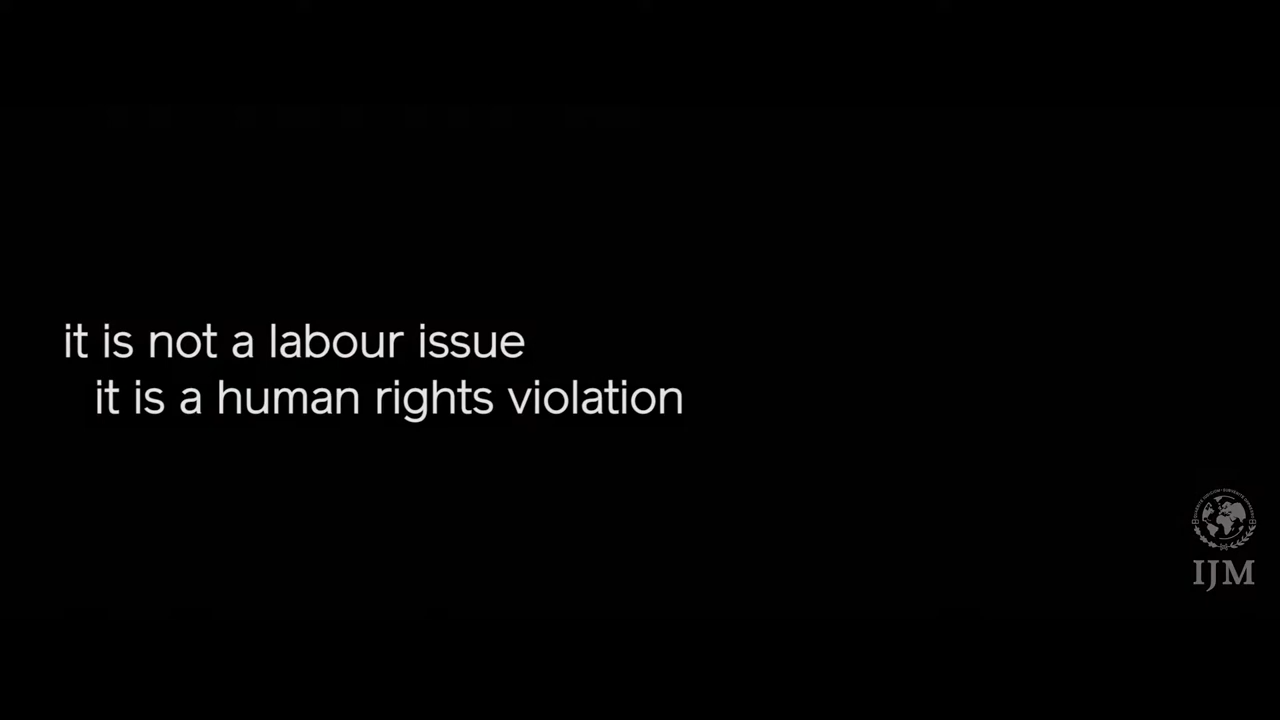 it is not a labour issue
it is a human rights violation
IJM